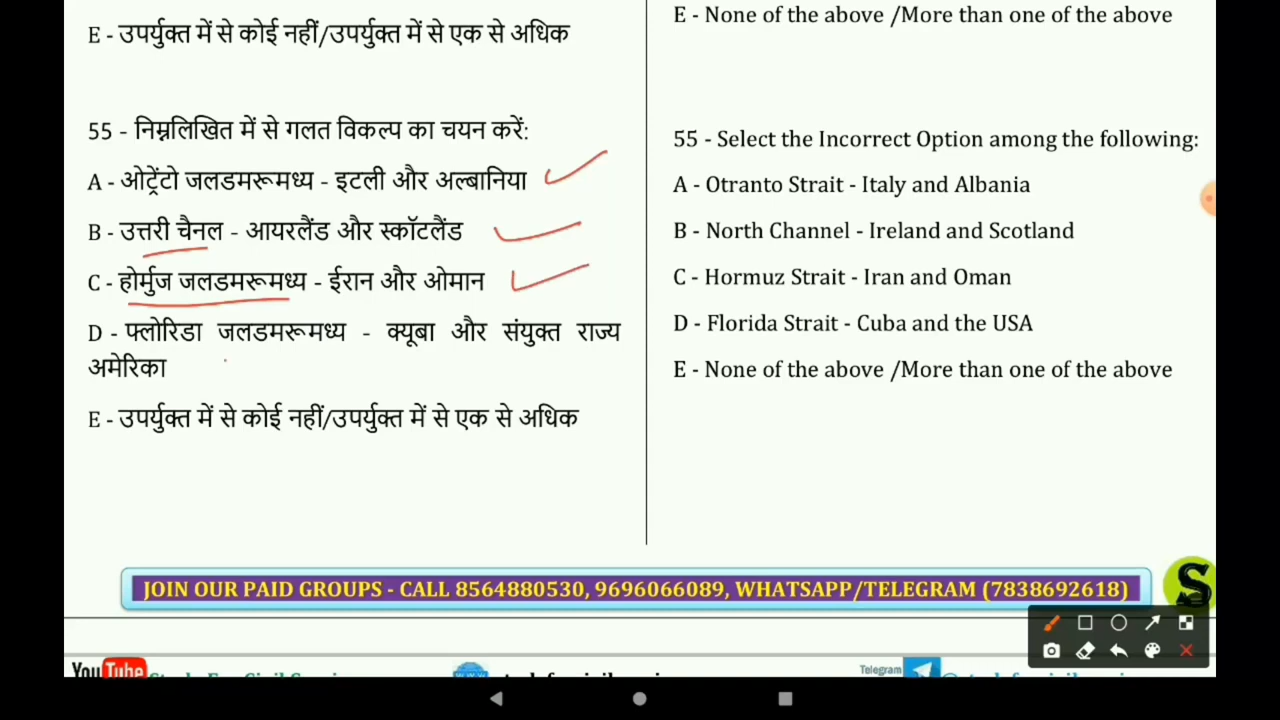 E - उपर्युक्त में से कोई नहीं/उपर्युक्त में से एक से अधिक
55 - निम्नलिखित में से गलत विकल्प का चयन करें:
A - ओट्रेंटो जलडमरूमध्य - इटली और अल्बानिया
B - उत्तरी चैनल - आयरलैंड और स्कॉटलैंड
C - होर्मुज जलडमरूमध्य - ईरान और ओमान
D - फ्लोरिडा जलडमरूमध्य - क्यूबा और संयुक्त राज्य
अमेरिका
E - उपर्युक्त में से कोई नहीं/उपर्युक्त में से एक से अधिक
E - None of the above /More than one of the above
55 - Select the Incorrect Option among the following:
A - Otranto Strait - Italy and Albania
B - North Channel - Ireland and Scotland
C - Hormuz Strait - Iran and Oman
D - Florida Strait - Cuba and the USA
E - None of the above /More than one of the above
JOIN OUR PAID GROUPS - CALL 8564880530, 9696066089, WHATSAPP/TELEGRAM (7838692618)
S
YouTube
Telegram